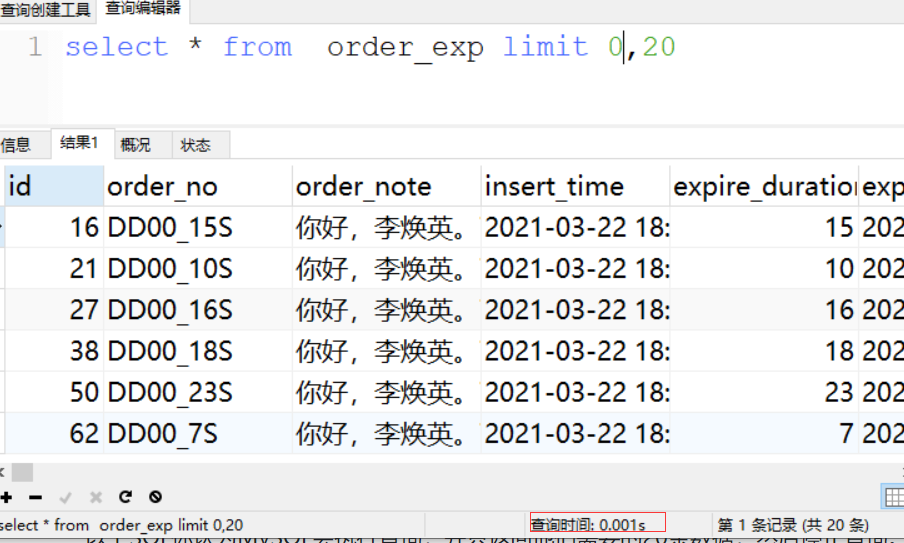 查询创建工具 查询编辑器
1 select * from order_exp limit 0,20
信息 结果1 概况 状态
id order_no order_note insert_time expire_duration exp
16 DD00_15S 你好，李焕英。 2021-03-22 18: 15 202
21 DD00_10S 你好，李焕英。 2021-03-22 18: 10 202
27 DD00_16S 你好，李焕英。 2021-03-22 18: 16 202
38 DD00_18S 你好，李焕英。 2021-03-22 18: 18 202
50 DD00_23S 你好，李焕英。 2021-03-22 18: 23 202
62 DD00_7S 你好，李焕英。 2021-03-22 18: 7 202
select * from order_exp limit 0,20 查询时间: 0.001s 第 1 条记录 (共 20 条)